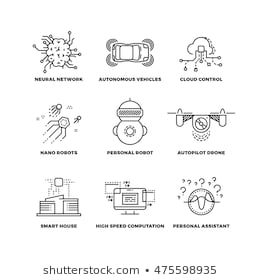 NEURAL NETWORK
AUTONOMOUS VEHICLES
CLOUD CONTROL
NANO ROBOTS
PERSONAL ROBOT
AUTOPILOT DRONE
SMART HOUSE
HIGH SPEED COMPUTATION
PERSONAL ASSISTANT
? ? ? ? ? ?
shutterstock.com • 475598935